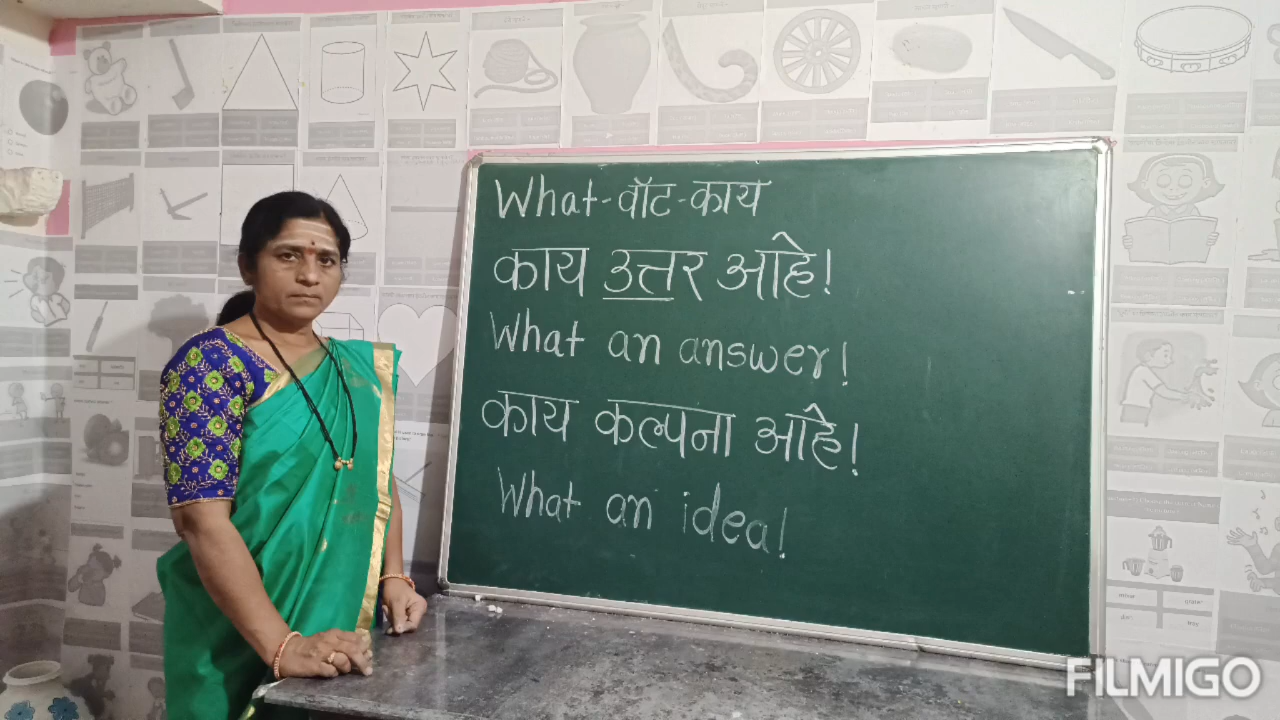 What-वॉट-काय
काय उत्तर आहे!
What an answer!
काय कल्पना आहे!
What an idea!
FILMIGO